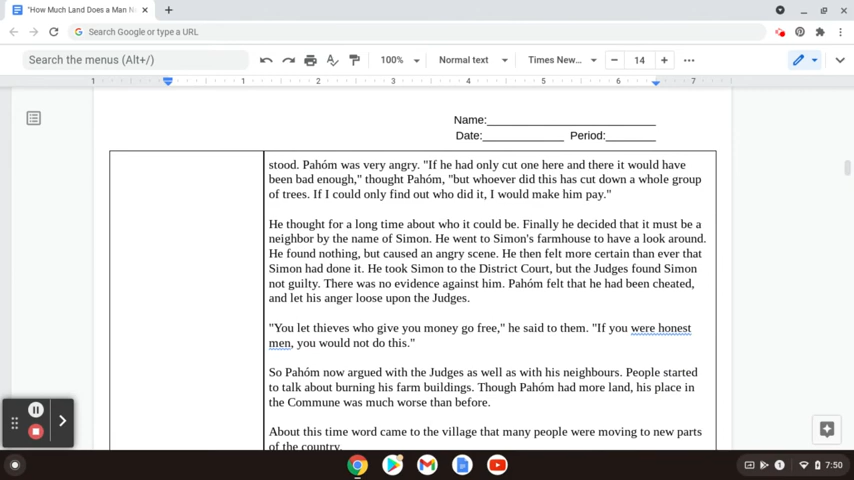 "How Much Land Does a Man N
Search Google or type a URL
Search the menus (Alt+/)
100%
Normal text
Times New...
14
1 1 2 3 4 5 6 7
Name:__________________________
Date:_____________ Period:________
stood. Pahóm was very angry. "If he had only cut one here and there it would have
been bad enough," thought Pahóm, "but whoever did this has cut down a whole group
of trees. If I could only find out who did it, I would make him pay."
He thought for a long time about who it could be. Finally he decided that it must be a
neighbor by the name of Simon. He went to Simon's farmhouse to have a look around.
He found nothing, but caused an angry scene. He then felt more certain than ever that
Simon had done it. He took Simon to the District Court, but the Judges found Simon
not guilty. There was no evidence against him. Pahóm felt that he had been cheated,
and let his anger loose upon the Judges.
"You let thieves who give you money go free," he said to them. "If you were honest
men, you would not do this."
So Pahóm now argued with the Judges as well as with his neighbours. People started
to talk about burning his farm buildings. Though Pahóm had more land, his place in
the Commune was much worse than before.
About this time word came to the village that many people were moving to new parts
of the country.
1
7:50